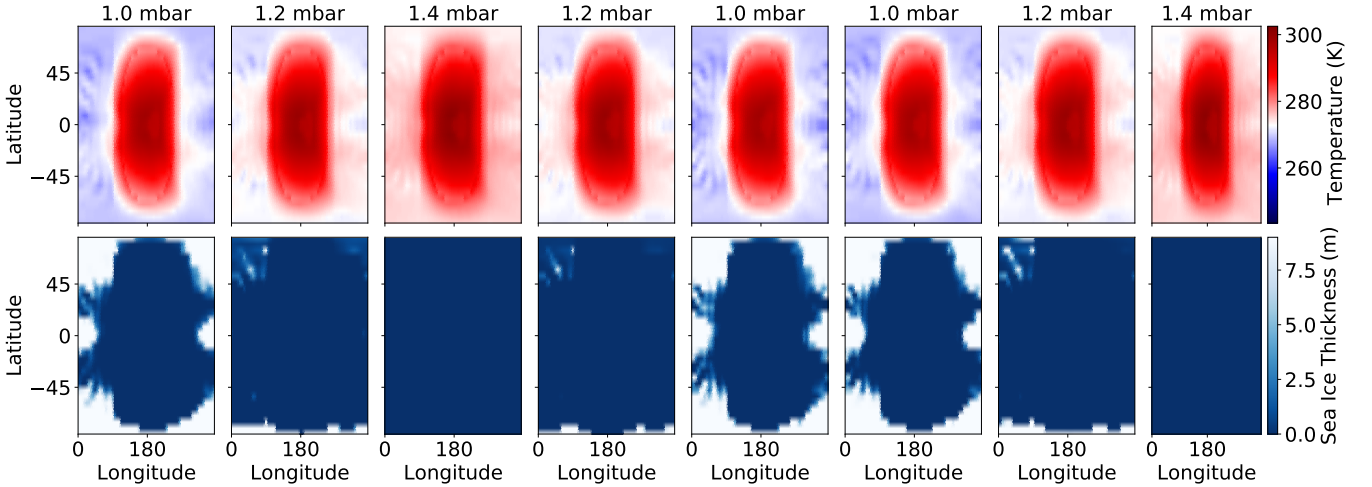 1.0 mbar 1.2 mbar 1.4 mbar 1.2 mbar 1.0 mbar 1.0 mbar 1.2 mbar 1.4 mbar
Latitude
45
0
−45
300
280
260
Temperature (K)
Latitude
45
0
−45
7.5
5.0
2.5
0.0
Sea Ice Thickness (m)
0 180 0 180 0 180 0 180 0 180 0 180 0 180 0 180
Longitude Longitude Longitude Longitude Longitude Longitude Longitude Longitude